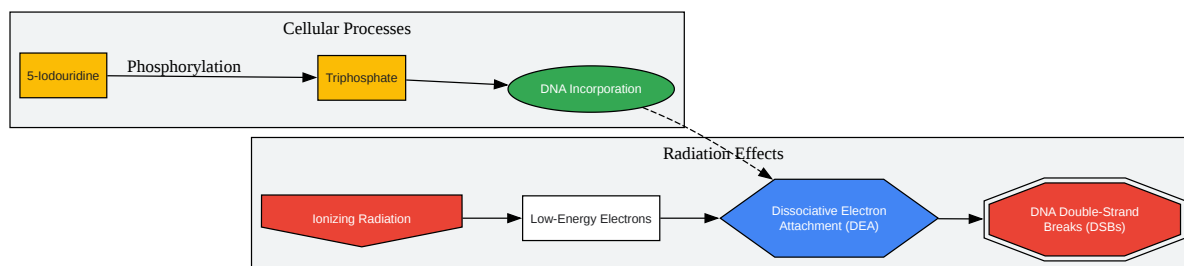 Cellular Processes
5-Iodouridine
Phosphorylation
Triphosphate
DNA Incorporation
Radiation Effects
Ionizing Radiation
Low-Energy Electrons
Dissociative Electron
Attachment (DEA)
DNA Double-Strand
Breaks (DSBs)